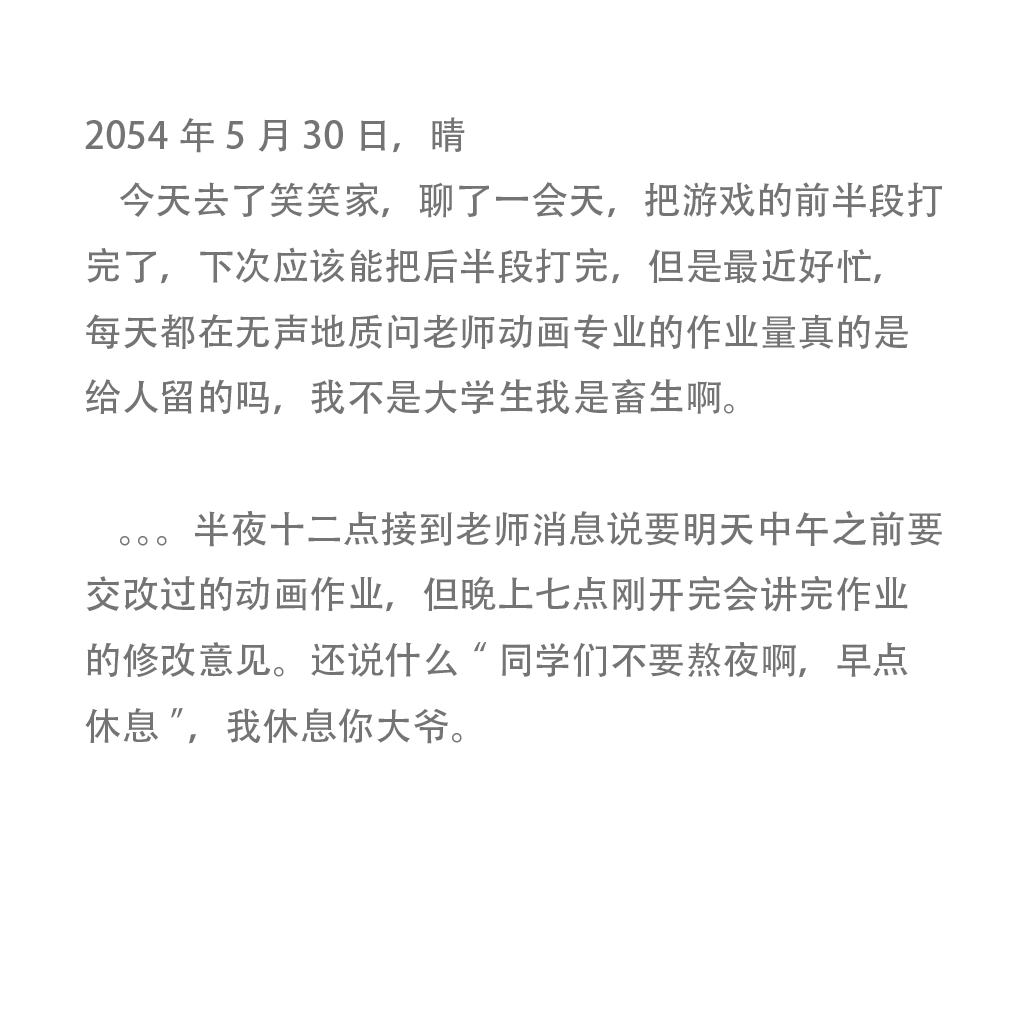 2054 年 5 月 30 日，晴
今天去了笑笑家，聊了一会天，把游戏的前半段打
完了，下次应该能把后半段打完，但是最近好忙，
每天都在无声地质问老师动画专业的作业量真的是
给人留的吗，我不是大学生我是畜生啊。
。。。半夜十二点接到老师消息说要明天中午之前要
交改过的动画作业，但晚上七点刚开完会讲完作业
的修改意见。还说什么 “ 同学们不要熬夜啊，早点
休息 ”，我休息你大爷。